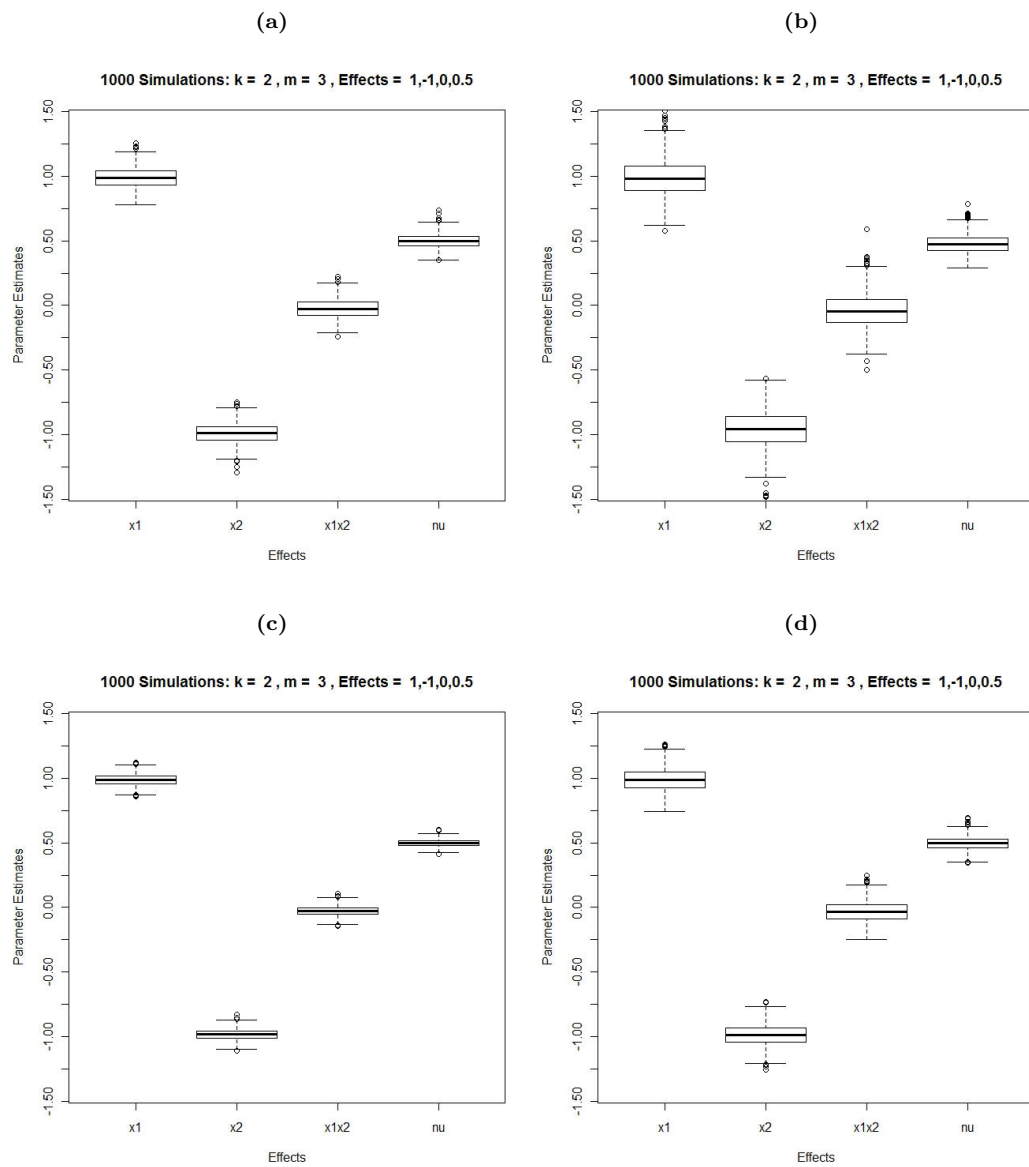 (a)
1000 Simulations: k = 2 , m = 3 , Effects = 1,-1,0,0.5
Parameter Estimates
1.50
1.00
0.50
0.00
-0.50
-1.00
-1.50
x1 x2 x1x2 nu
Effects
(b)
1000 Simulations: k = 2 , m = 3 , Effects = 1,-1,0,0.5
Parameter Estimates
1.50
1.00
0.50
0.00
-0.50
-1.00
-1.50
x1 x2 x1x2 nu
Effects
(c)
1000 Simulations: k = 2 , m = 3 , Effects = 1,-1,0,0.5
Parameter Estimates
1.50
1.00
0.50
0.00
-0.50
-1.00
-1.50
x1 x2 x1x2 nu
Effects
(d)
1000 Simulations: k = 2 , m = 3 , Effects = 1,-1,0,0.5
Parameter Estimates
1.50
1.00
0.50
0.00
-0.50
-1.00
-1.50
x1 x2 x1x2 nu
Effects